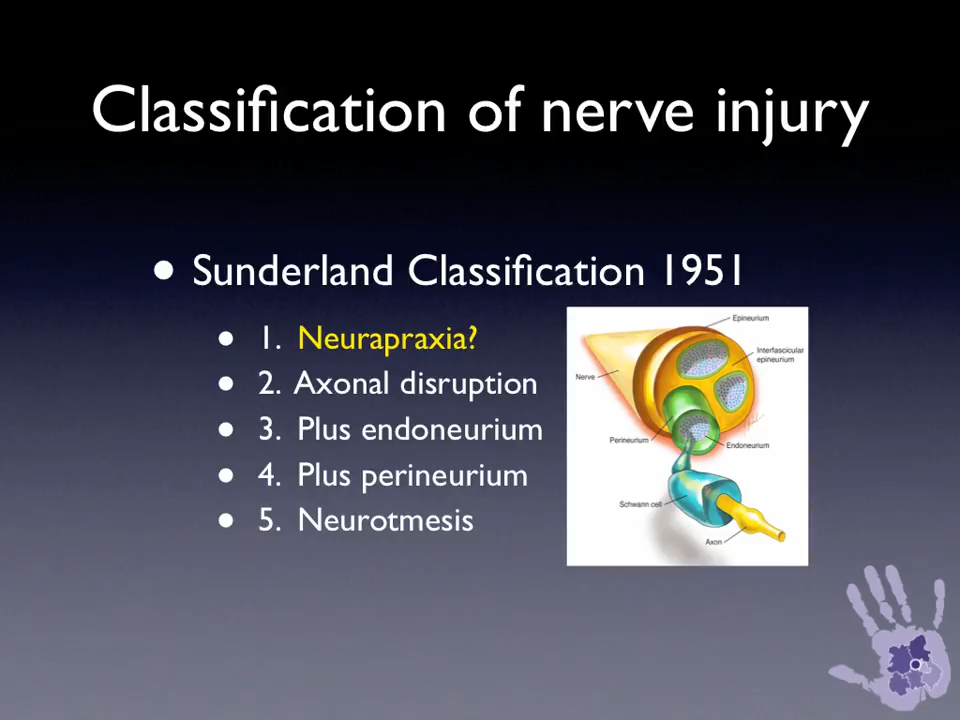 Classification of nerve injury
• Sunderland Classification 1951
• 1. Neurapraxia?
• 2. Axonal disruption
• 3. Plus endoneurium
• 4. Plus perineurium
• 5. Neurotmesis
Epineurium
Interfascicular
epineurium
Nerve
Perineurium
Endoneurium
Schwann cell
Axon